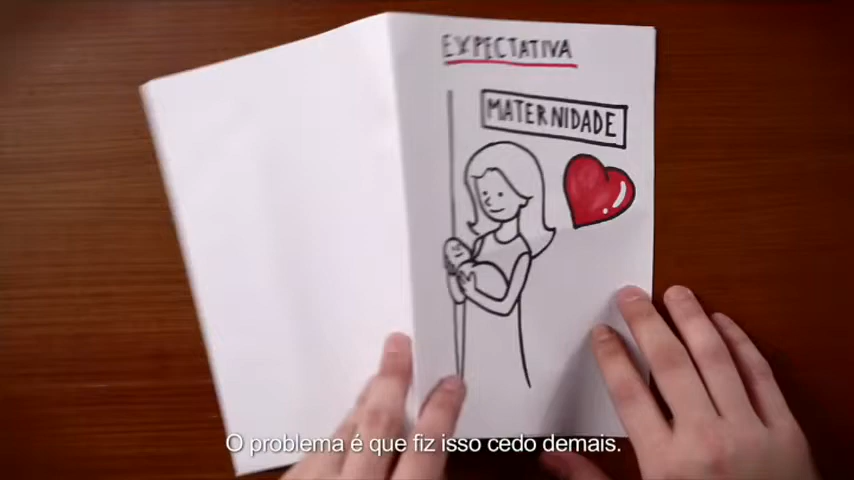 EXPECTATIVA
MATERNIDADE
O problema é que fiz isso cedo demais.